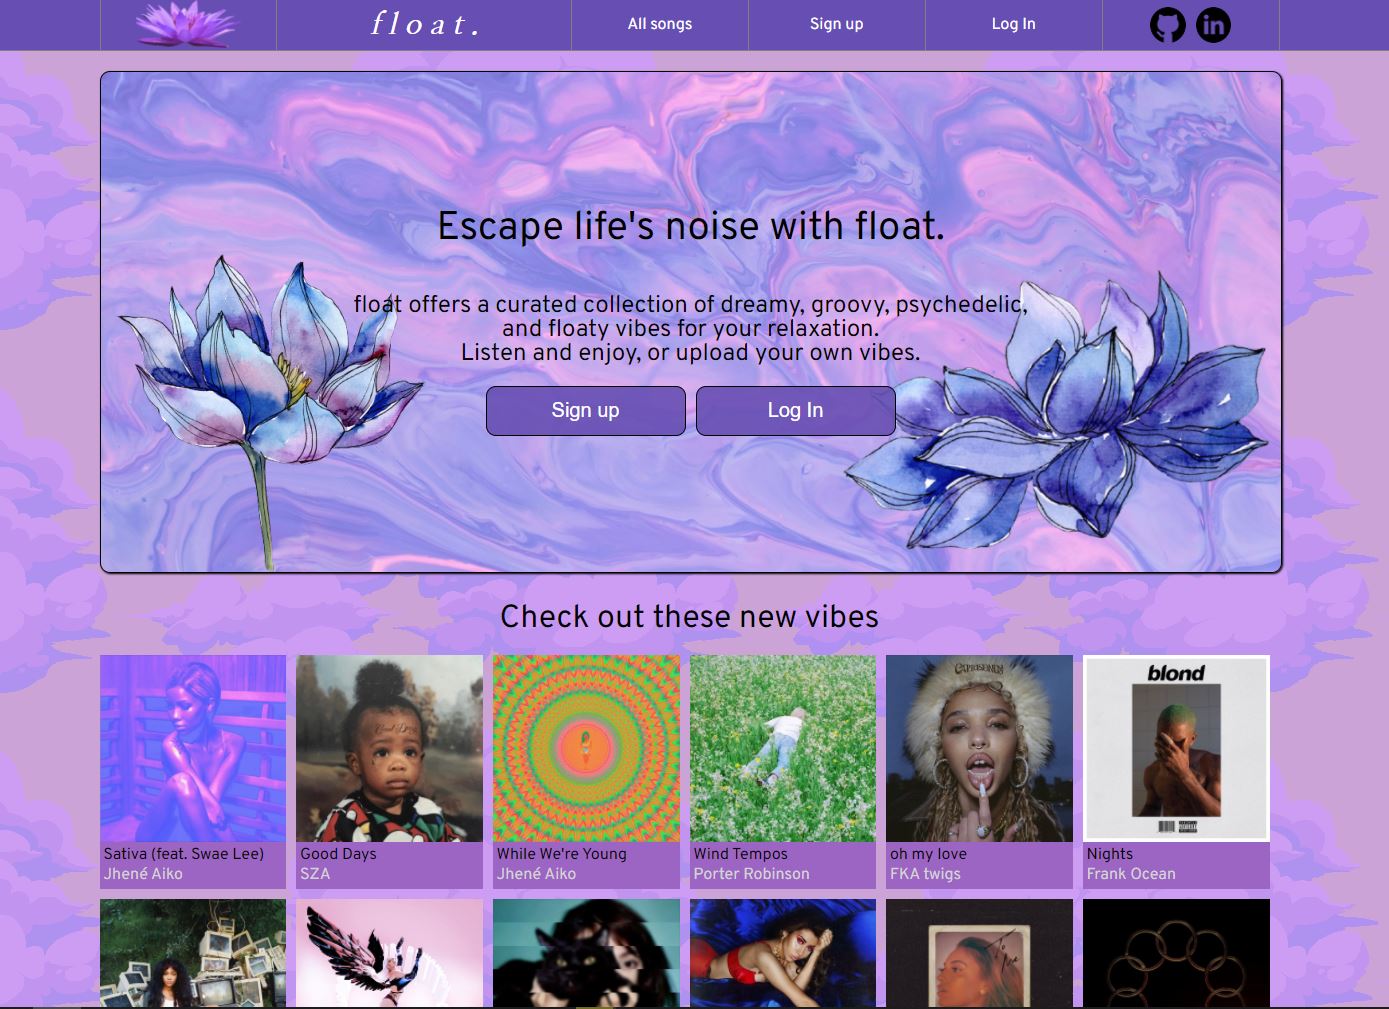 float.
All songs
Sign up
Log In
in
Escape life's noise with float.
float offers a curated collection of dreamy, groovy, psychedelic,
and floaty vibes for your relaxation.
Listen and enjoy, or upload your own vibes.
Sign up
Log In
Check out these new vibes
CAPRISONGS
blond
Sativa (feat. Swae Lee)
Jhené Aiko
Good Days
SZA
While We're Young
Jhené Aiko
Wind Tempos
Porter Robinson
oh my love
FKA twigs
Nights
Frank Ocean